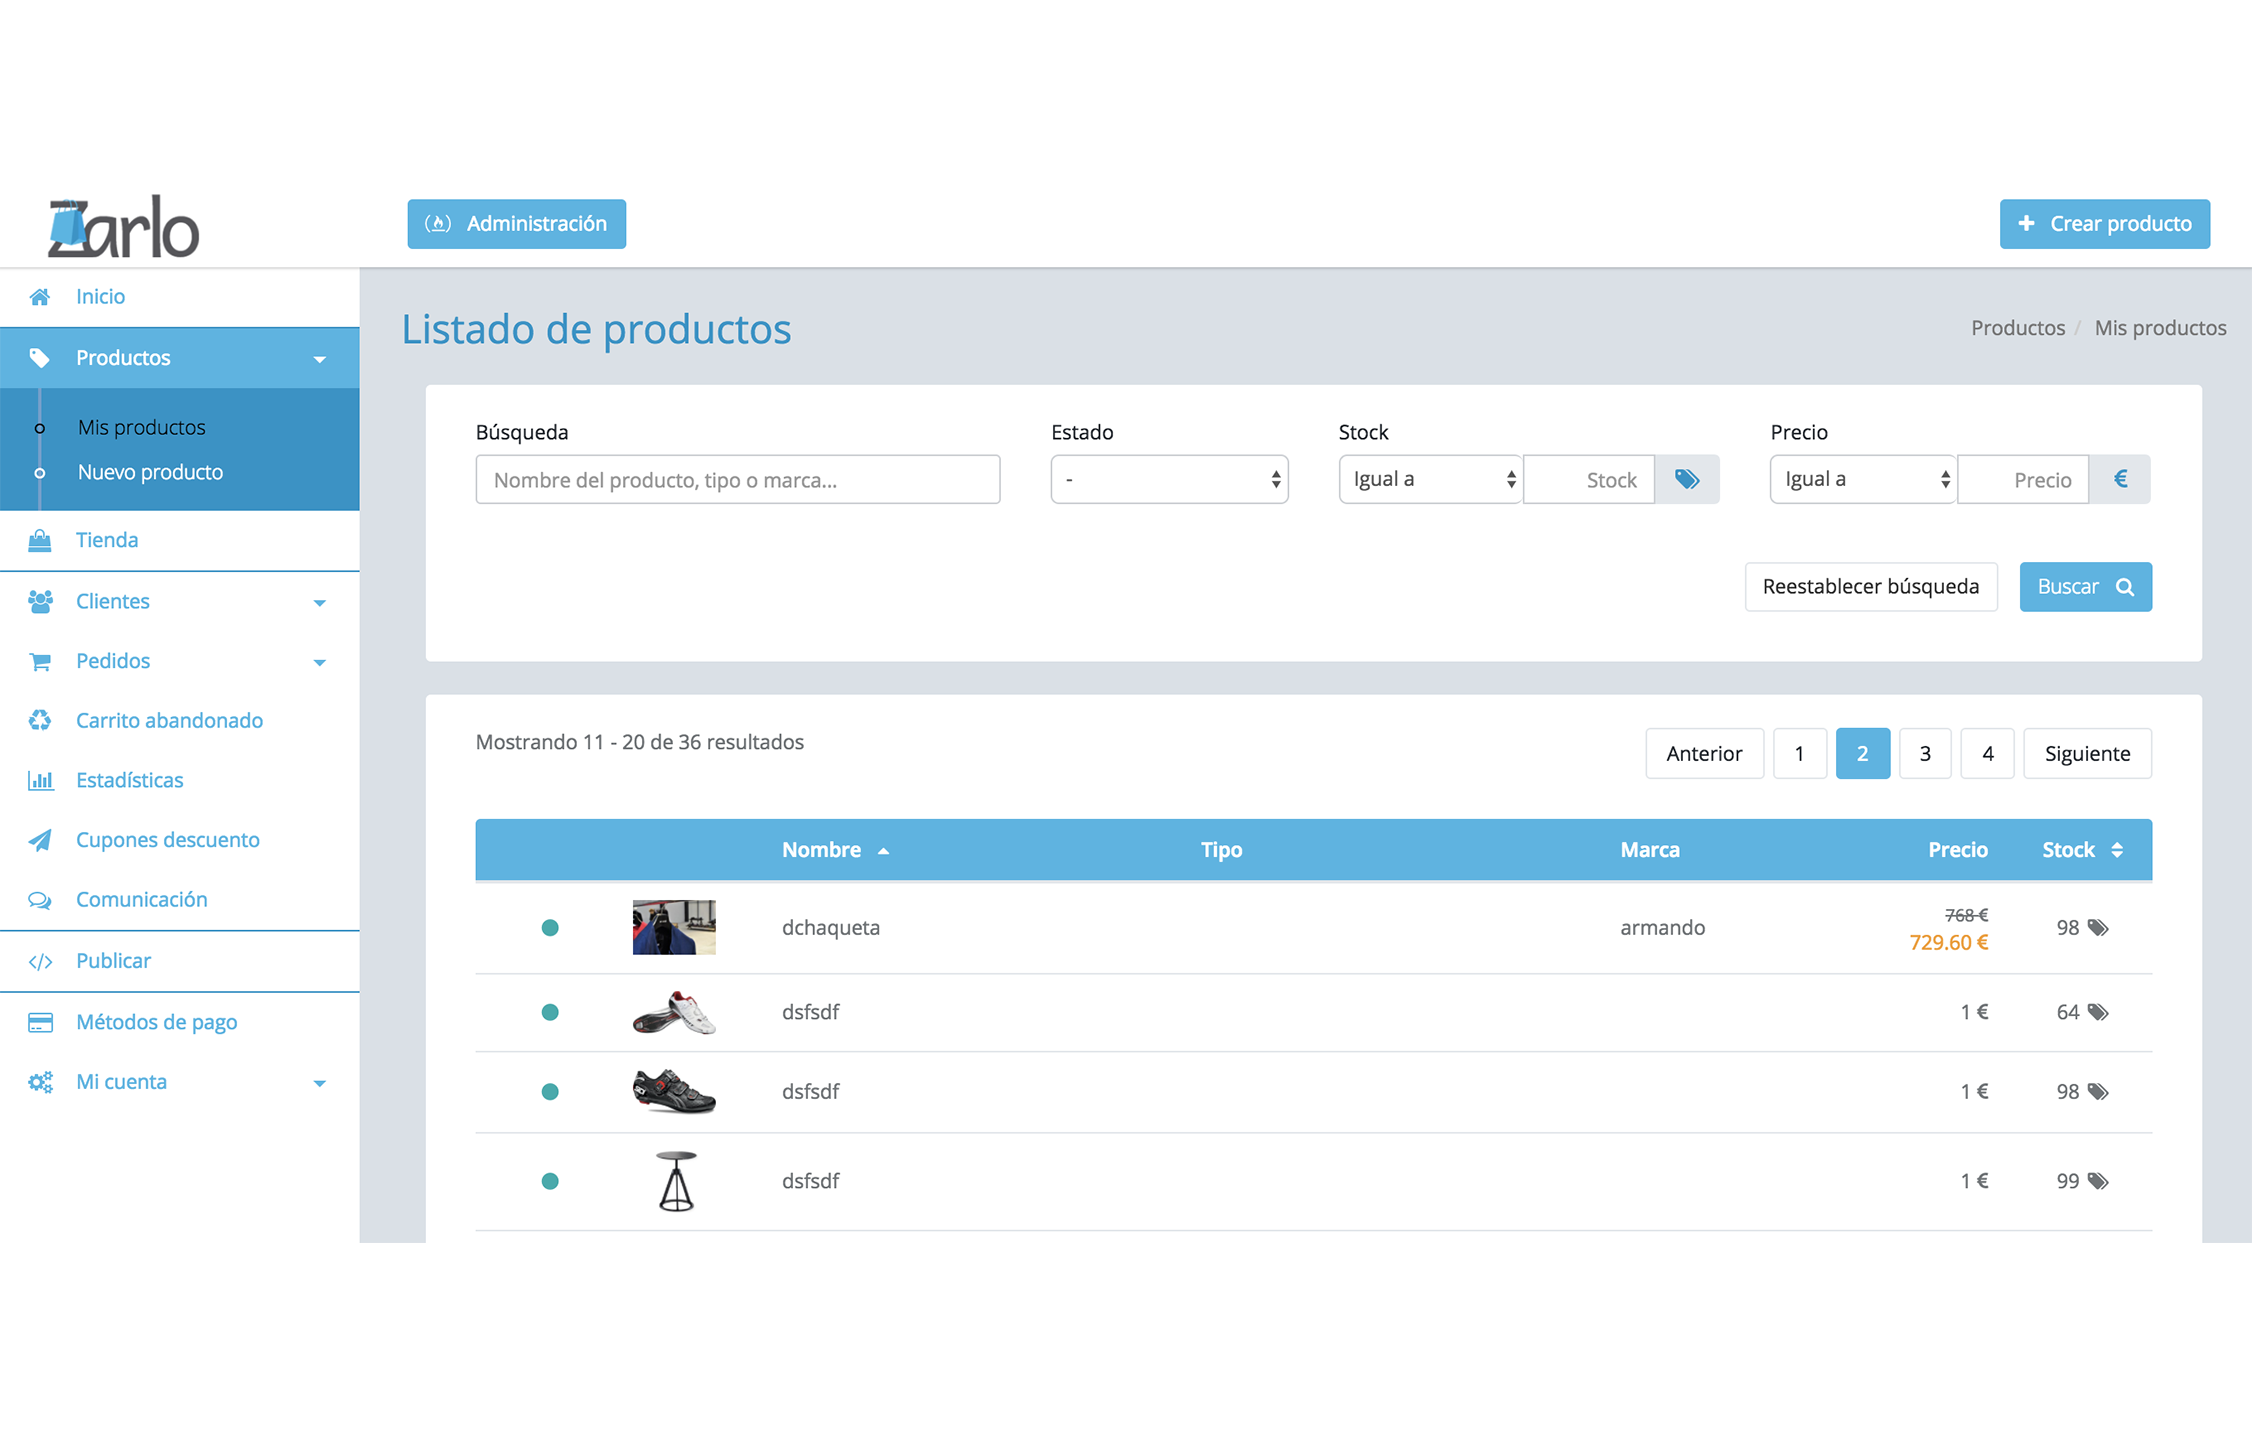 Zarlo
Administración
Crear producto
Inicio
Productos
Mis productos
Nuevo producto
Tienda
Clientes
Pedidos
Carrito abandonado
Estadísticas
Cupones descuento
Comunicación
Publicar
Métodos de pago
Mi cuenta
Listado de productos
Productos / Mis productos
Búsqueda Estado Stock Precio
Nombre del producto, tipo o marca... - Igual a Stock Igual a Precio €
Reestablecer búsqueda Buscar
Mostrando 11 - 20 de 36 resultados
Anterior 1 2 3 4 Siguiente
Nombre Tipo Marca Precio Stock
dchaqueta armando 768 € 729.60 € 98
dsfsdf 1 € 64
dsfsdf 1 € 98
dsfsdf 1 € 99